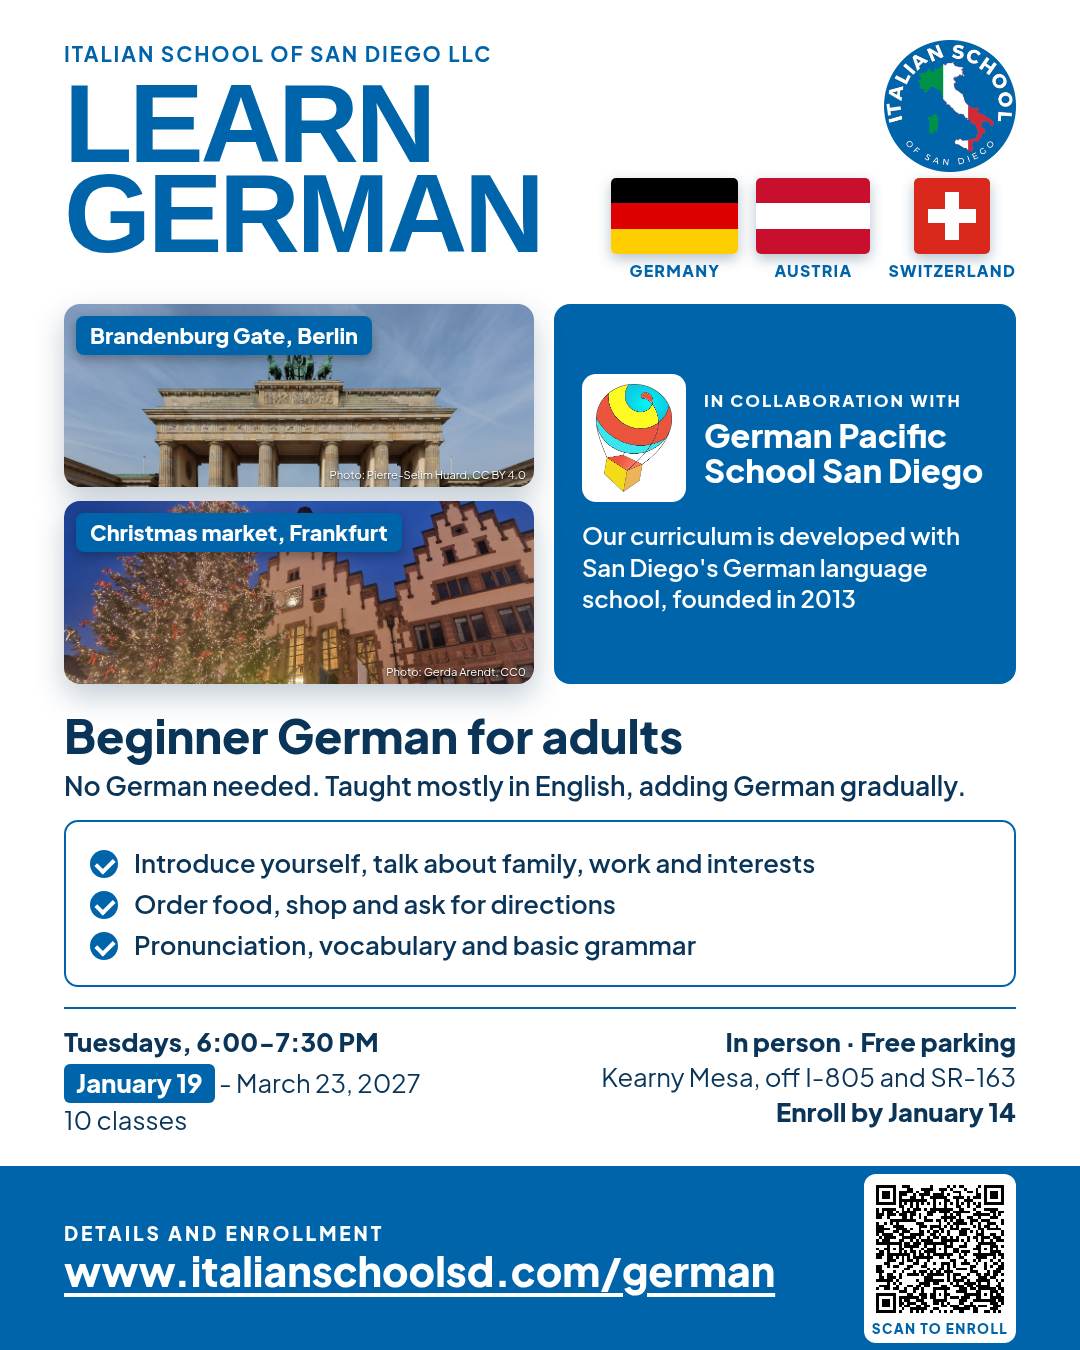 ITALIAN SCHOOL OF SAN DIEGO LLC
LEARN
GERMAN
ITALIAN SCHOOL
OF SAN DIEGO
GERMANY
AUSTRIA
SWITZERLAND
Brandenburg Gate, Berlin
Photo: Pierre-Selim Huard, CC BY 4.0
Christmas market, Frankfurt
Photo: Gerda Arendt, CC0
IN COLLABORATION WITH
German Pacific
School San Diego
Our curriculum is developed with
San Diego's German language
school, founded in 2013
Beginner German for adults
No German needed. Taught mostly in English, adding German gradually.
Introduce yourself, talk about family, work and interests
Order food, shop and ask for directions
Pronunciation, vocabulary and basic grammar
Tuesdays, 6:00–7:30 PM
January 19 - March 23, 2027
10 classes
In person · Free parking
Kearny Mesa, off I-805 and SR-163
Enroll by January 14
DETAILS AND ENROLLMENT
www.italianschoolsd.com/german
SCAN TO ENROLL